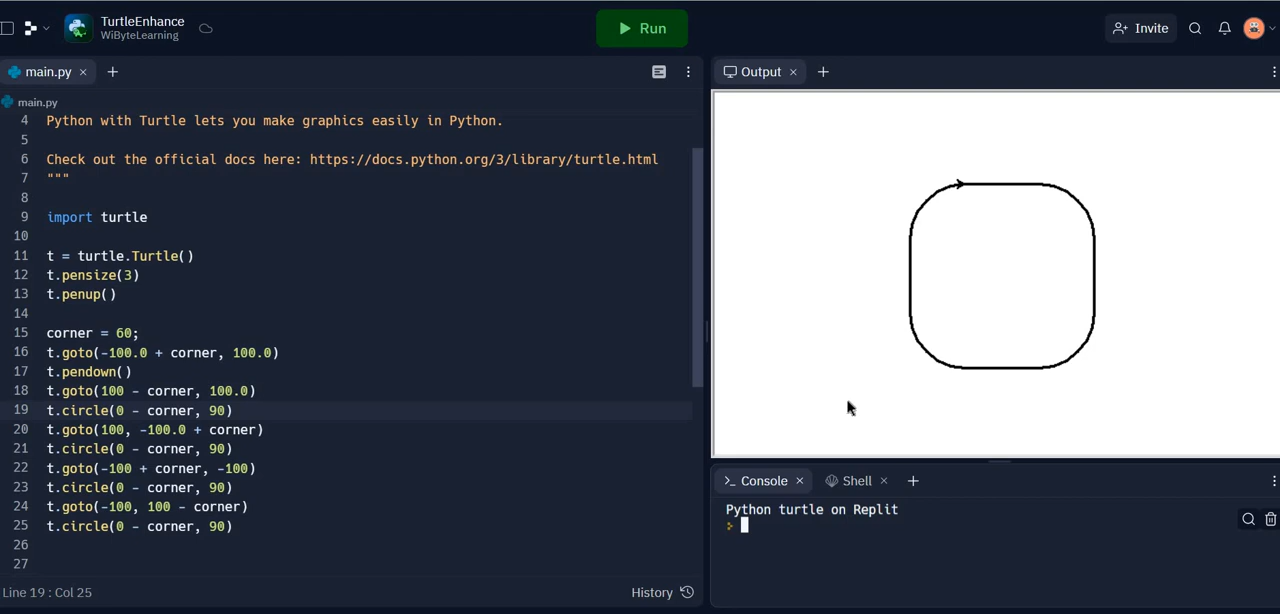 TurtleEnhance
WiByteLearning
Run
Invite
main.py
Output
main.py
4 Python with Turtle lets you make graphics easily in Python.
5
6 Check out the official docs here: https://docs.python.org/3/library/turtle.html
7 """
8
9 import turtle
10
11 t = turtle.Turtle()
12 t.pensize(3)
13 t.penup()
14
15 corner = 60;
16 t.goto(-100.0 + corner, 100.0)
17 t.pendown()
18 t.goto(100 - corner, 100.0)
19 t.circle(0 - corner, 90)
20 t.goto(100, -100.0 + corner)
21 t.circle(0 - corner, 90)
22 t.goto(-100 + corner, -100)
23 t.circle(0 - corner, 90)
24 t.goto(-100, 100 - corner)
25 t.circle(0 - corner, 90)
26
27
Line 19 : Col 25
History
Console
Shell
Python turtle on Replit